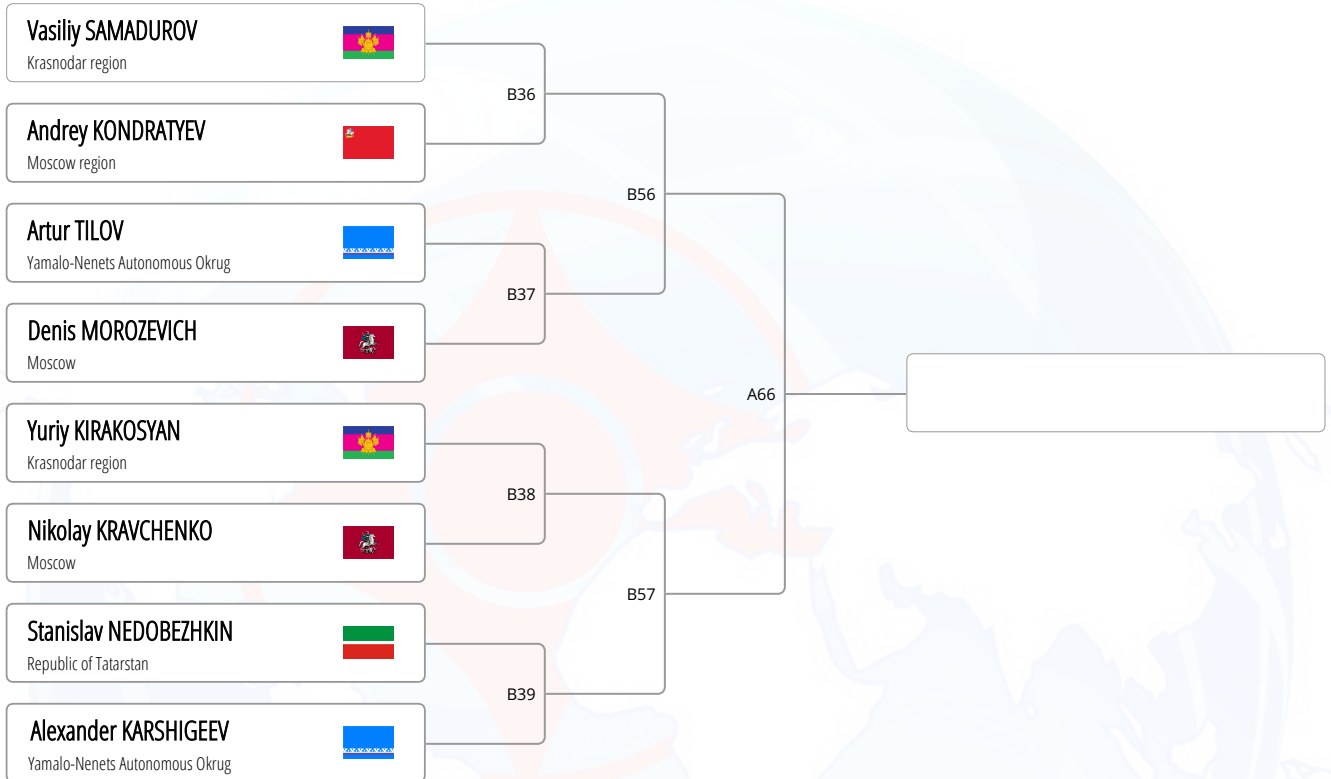 Vasiliy SAMADUROV
Krasnodar region
B36
Andrey KONDRATYEV
Moscow region
B56
Artur TILOV
Yamalo-Nenets Autonomous Okrug
B37
Denis MOROZEVICH
Moscow
A66
Yuriy KIRAKOSYAN
Krasnodar region
B38
Nikolay KRAVCHENKO
Moscow
B57
Stanislav NEDOBEZHKIN
Republic of Tatarstan
B39
Alexander KARSHIGEEV
Yamalo-Nenets Autonomous Okrug